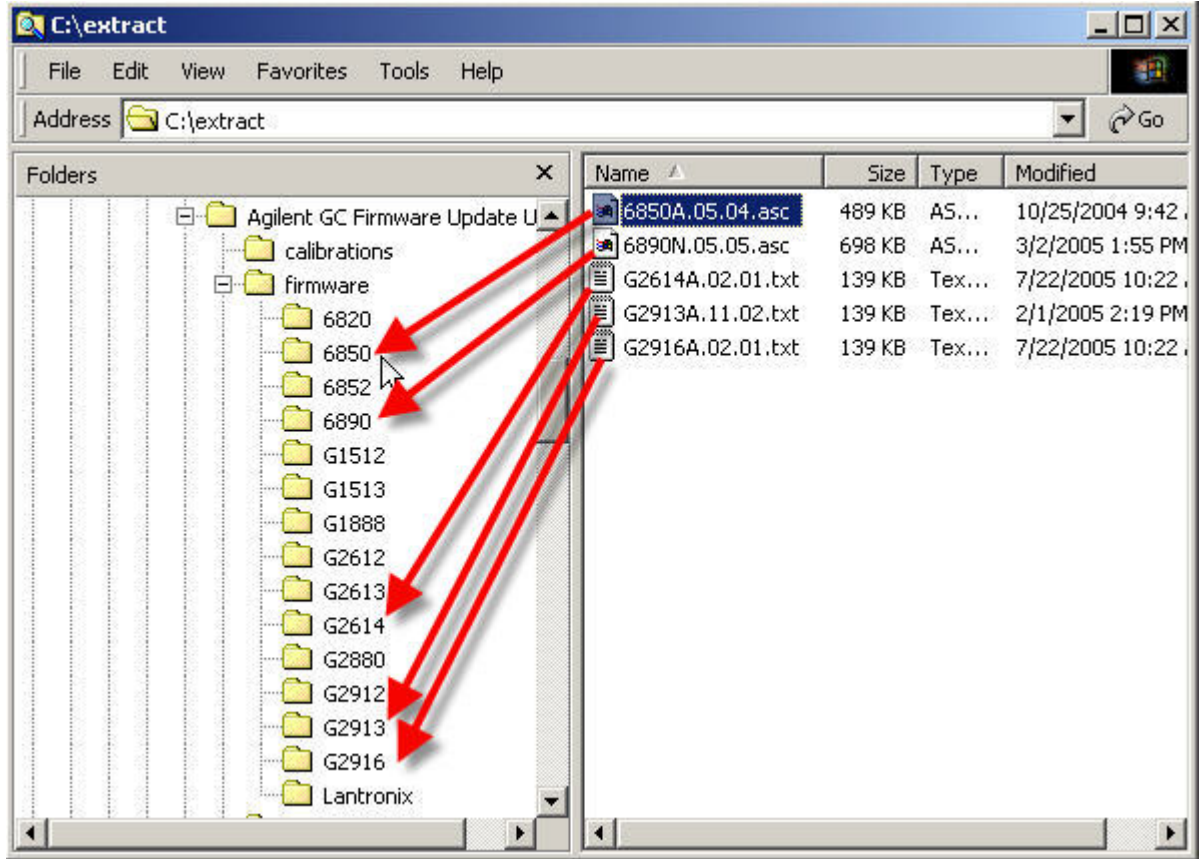 C:\extract
File Edit View Favorites Tools Help
Address C:\extract Go
Folders
Agilent GC Firmware Update U
calibrations
firmware
6820
6850
6852
6890
G1512
G1513
G1888
G2612
G2613
G2614
G2880
G2912
G2913
G2916
Lantronix
Name Size Type Modified
6850A.05.04.asc 489 KB AS... 10/25/2004 9:42
6890N.05.05.asc 698 KB AS... 3/2/2005 1:55 PM
G2614A.02.01.txt 139 KB Tex... 7/22/2005 10:22
G2913A.11.02.txt 139 KB Tex... 2/1/2005 2:19 PM
G2916A.02.01.txt 139 KB Tex... 7/22/2005 10:22